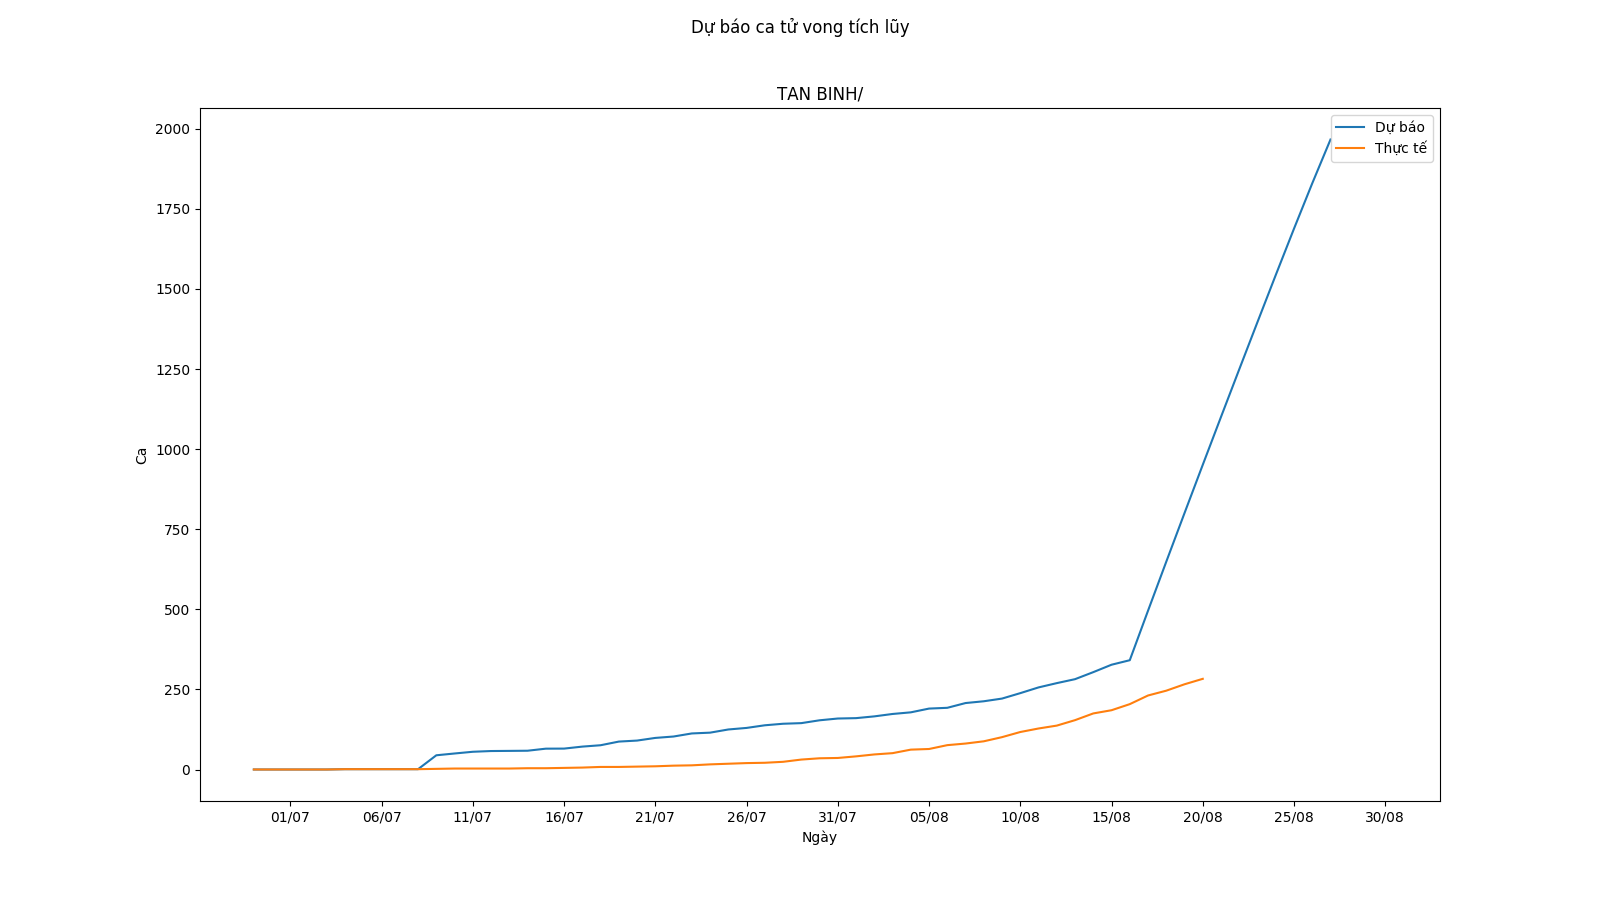 Dự báo ca tử vong tích lũy
TAN BINH/
Dự báo
Thực tế
2000
1750
1500
1250
1000
750
500
250
0
Ca
01/07 06/07 11/07 16/07 21/07 26/07 31/07 05/08 10/08 15/08 20/08 25/08 30/08
Ngày